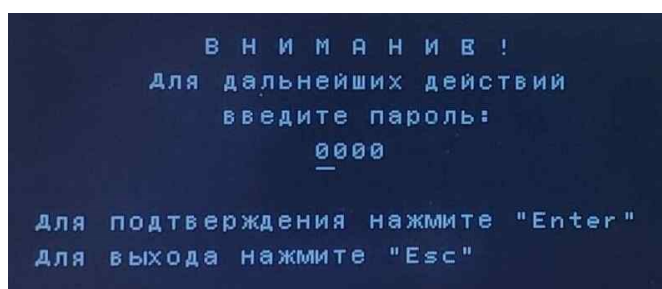 В Н И М А Н И Е !
Для дальнейших действий
введите пароль:
0000
Для подтверждения нажмите "Enter"
Для выхода нажмите "Esc"